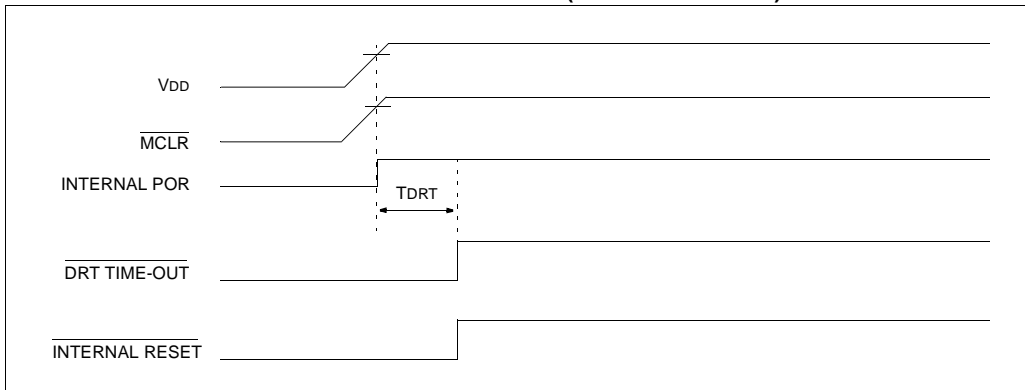 VDD
MCLR
INTERNAL POR
TDRT
DRT TIME-OUT
INTERNAL RESET